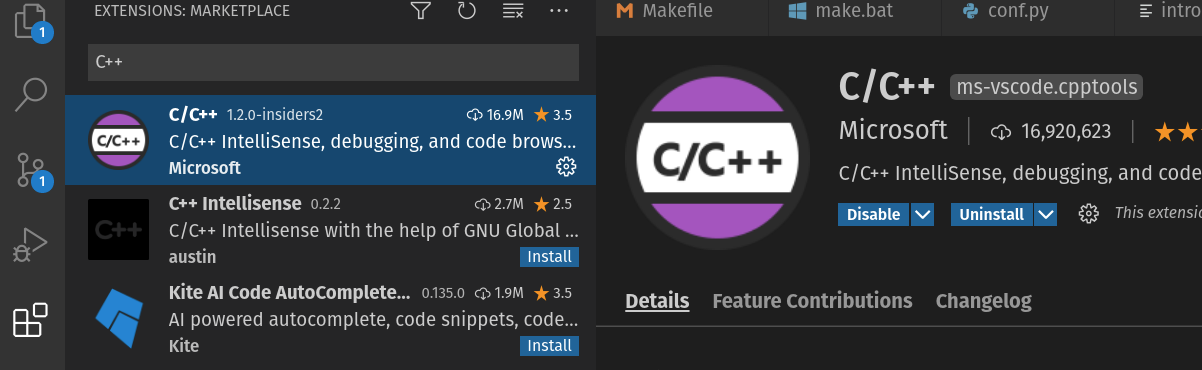 EXTENSIONS: MARKETPLACE
C++
C/C++ 1.2.0-insiders2 16.9M 3.5
C/C++ IntelliSense, debugging, and code brows...
Microsoft
C/C++
C++ Intellisense 0.2.2 2.7M 2.5
C/C++ Intellisense with the help of GNU Global ...
austin Install
C++
Kite AI Code AutoComplete... 0.135.0 1.9M 3.5
AI powered autocomplete, code snippets, code...
Kite Install
1
1
Makefile make.bat conf.py intro
C/C++
C/C++ ms-vscode.cpptools
Microsoft 16,920,623
C/C++ IntelliSense, debugging, and code
Disable Uninstall This extensio
Details Feature Contributions Changelog